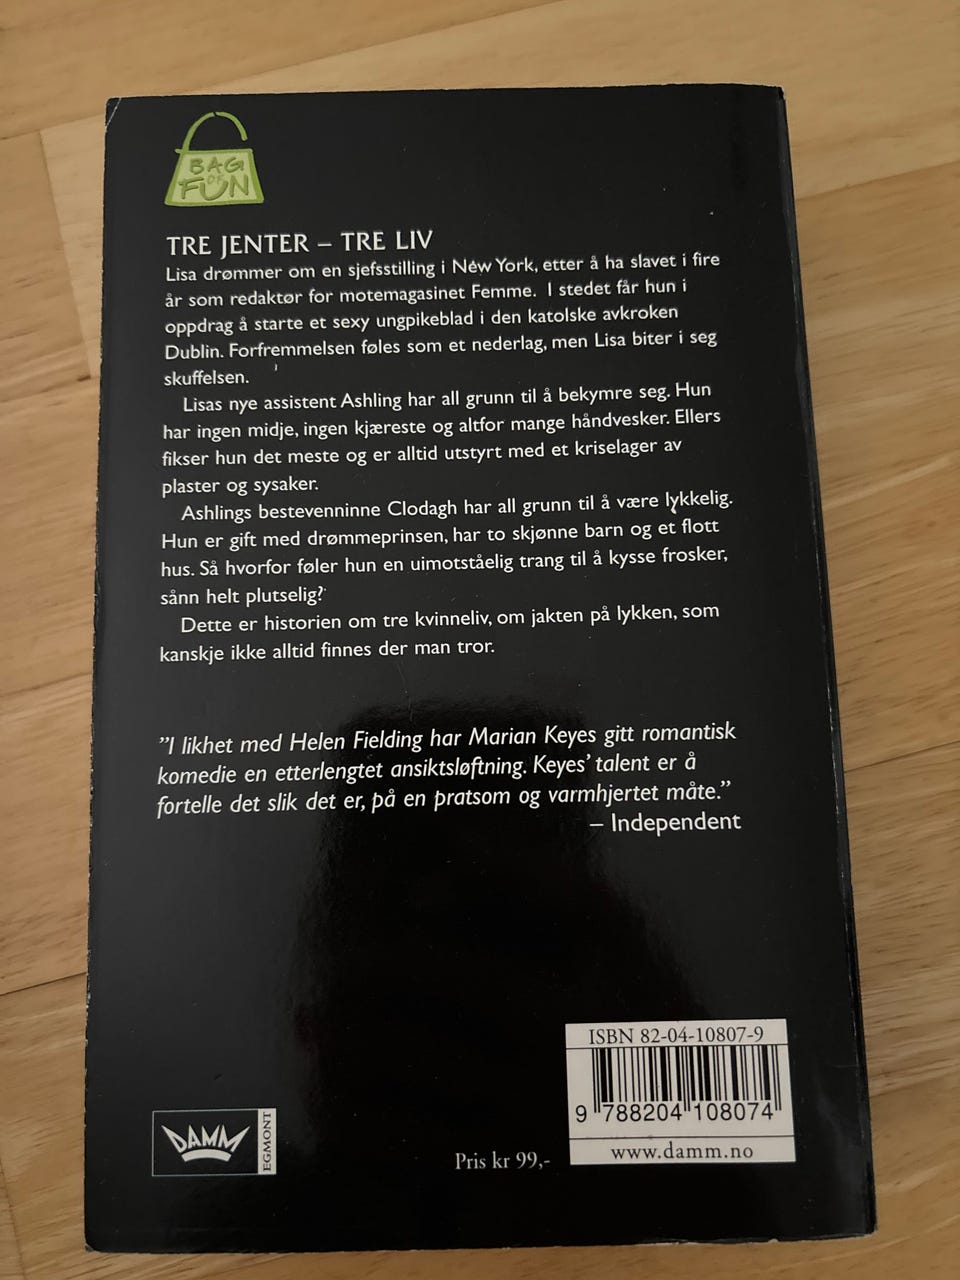 BAG
OF
FUN
TRE JENTER – TRE LIV
Lisa drømmer om en sjefsstilling i New York, etter å ha slavet i fire
år som redaktør for motemagasinet Femme. I stedet får hun i
oppdrag å starte et sexy ungpikeblad i den katolske avkroken
Dublin. Forfremmelsen føles som et nederlag, men Lisa biter i seg
skuffelsen.
Lisas nye assistent Ashling har all grunn til å bekymre seg. Hun
har ingen midje, ingen kjæreste og altfor mange håndvesker. Ellers
fikser hun det meste og er alltid utstyrt med et kriselager av
plaster og sysaker.
Ashlings bestevenninne Clodagh har all grunn til å være lykkelig.
Hun er gift med drømmeprinsen, har to skjønne barn og et flott
hus. Så hvorfor føler hun en uimotståelig trang til å kysse frosker,
sånn helt plutselig?
Dette er historien om tre kvinneliv, om jakten på lykken, som
kanskje ikke alltid finnes der man tror.
”I likhet med Helen Fielding har Marian Keyes gitt romantisk
komedie en etterlengtet ansiktsløftning. Keyes’ talent er å
fortelle det slik det er, på en pratsom og varmhjertet måte.”
– Independent
ISBN 82-04-10807-9
9 788204 108074
www.damm.no
Pris kr 99,-
DAMM
EGMONT